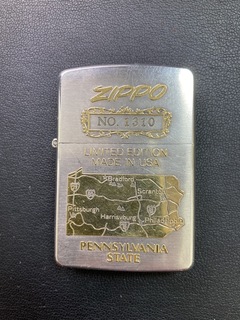 ZIPPO
NO. 1310
LIMITED EDITION
MADE IN USA
Bradford
Scranton
Pittsburgh
Harrisburg
Philadelphia
PENNSYLVANIA
STATE